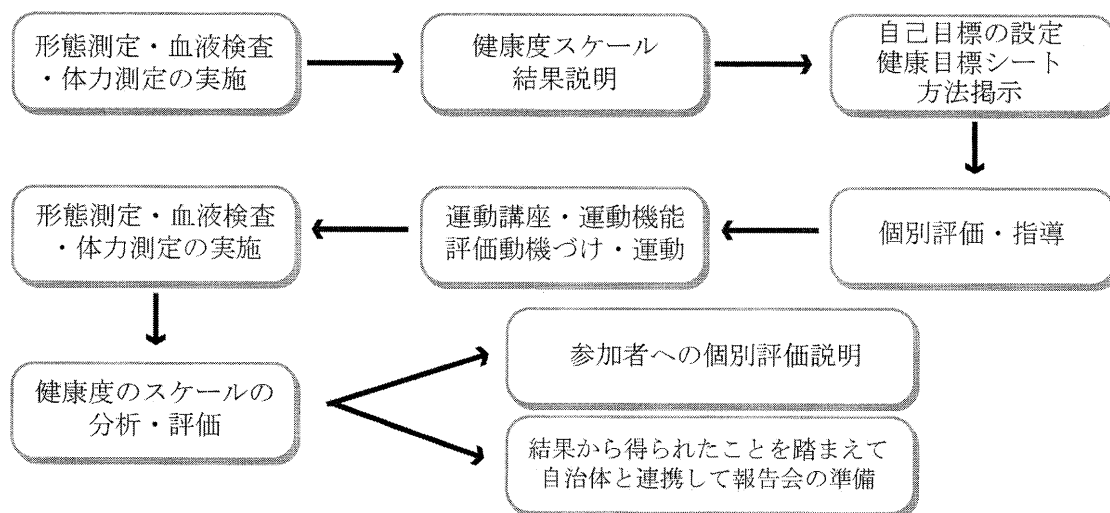 形態測定・血液検査
・体力測定の実施
健康度スケール
結果説明
自己目標の設定
健康目標シート
方法掲示
個別評価・指導
運動講座・運動機能
評価動機づけ・運動
形態測定・血液検査
・体力測定の実施
健康度のスケールの
分析・評価
参加者への個別評価説明
結果から得られたことを踏まえて
自治体と連携して報告会の準備